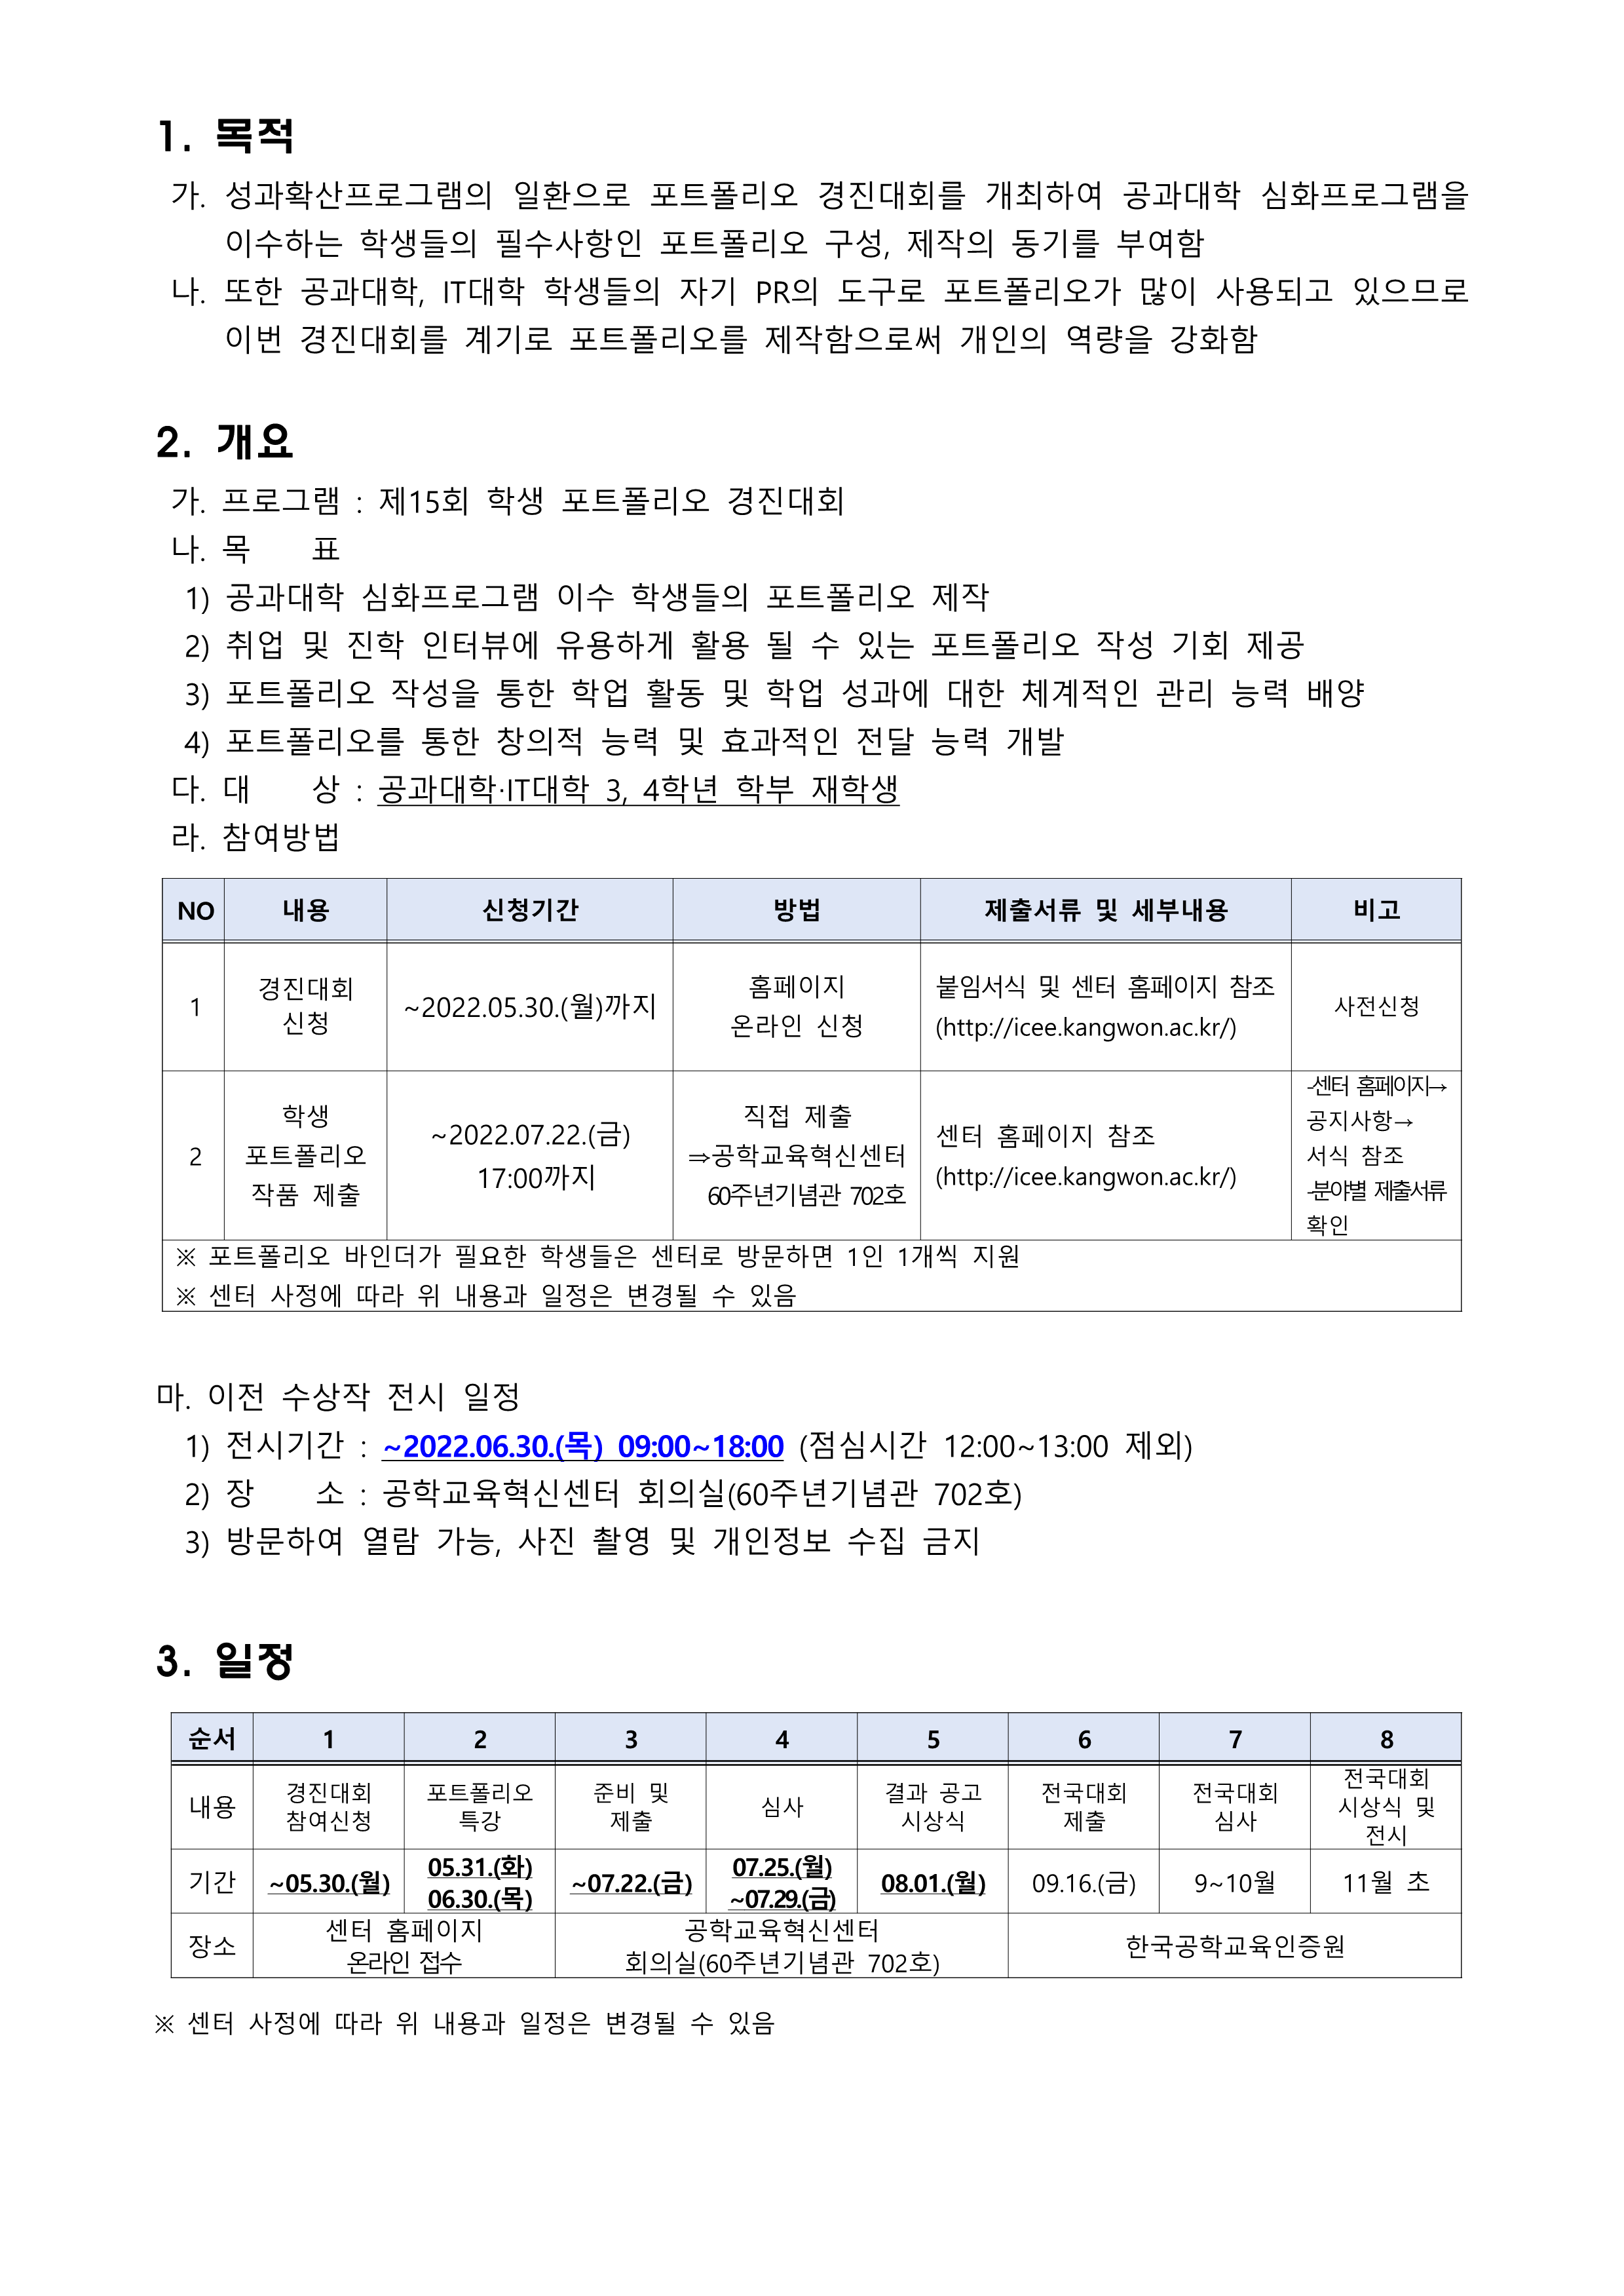 1. 목적
가. 성과확산프로그램의 일환으로 포트폴리오 경진대회를 개최하여 공과대학 심화프로그램을
이수하는 학생들의 필수사항인 포트폴리오 구성, 제작의 동기를 부여함
나. 또한 공과대학, IT대학 학생들의 자기 PR의 도구로 포트폴리오가 많이 사용되고 있으므로
이번 경진대회를 계기로 포트폴리오를 제작함으로써 개인의 역량을 강화함
2. 개요
가. 프로그램 : 제15회 학생 포트폴리오 경진대회
나. 목 표
1) 공과대학 심화프로그램 이수 학생들의 포트폴리오 제작
2) 취업 및 진학 인터뷰에 유용하게 활용 될 수 있는 포트폴리오 작성 기회 제공
3) 포트폴리오 작성을 통한 학업 활동 및 학업 성과에 대한 체계적인 관리 능력 배양
4) 포트폴리오를 통한 창의적 능력 및 효과적인 전달 능력 개발
다. 대 상 : 공과대학·IT대학 3, 4학년 학부 재학생
라. 참여방법
NO 내용 신청기간 방법 제출서류 및 세부내용 비고
1
경진대회
신청
~2022.05.30.(월)까지
홈페이지
온라인 신청
붙임서식 및 센터 홈페이지 참조
(http://icee.kangwon.ac.kr/)
사전신청
2
학생
포트폴리오
작품 제출
~2022.07.22.(금)
17:00까지
직접 제출
⇒공학교육혁신센터
60주년기념관 702호
센터 홈페이지 참조
(http://icee.kangwon.ac.kr/)
-센터 홈페이지→
공지사항→
서식 참조
-분야별 제출서류
확인
※ 포트폴리오 바인더가 필요한 학생들은 센터로 방문하면 1인 1개씩 지원
※ 센터 사정에 따라 위 내용과 일정은 변경될 수 있음
마. 이전 수상작 전시 일정
1) 전시기간 : ~2022.06.30.(목) 09:00~18:00 (점심시간 12:00~13:00 제외)
2) 장 소 : 공학교육혁신센터 회의실(60주년기념관 702호)
3) 방문하여 열람 가능, 사진 촬영 및 개인정보 수집 금지
3. 일정
순서 1 2 3 4 5 6 7 8
내용
경진대회
참여신청
포트폴리오
특강
준비 및
제출
심사
결과 공고
시상식
전국대회
제출
전국대회
심사
전국대회
시상식 및
전시
기간
~05.30.(월)
05.31.(화)
06.30.(목)
~07.22.(금)
07.25.(월)
~07.29.(금)
08.01.(월)
09.16.(금)
9~10월
11월 초
장소
센터 홈페이지
온라인 접수
공학교육혁신센터
회의실(60주년기념관 702호)
한국공학교육인증원
※ 센터 사정에 따라 위 내용과 일정은 변경될 수 있음